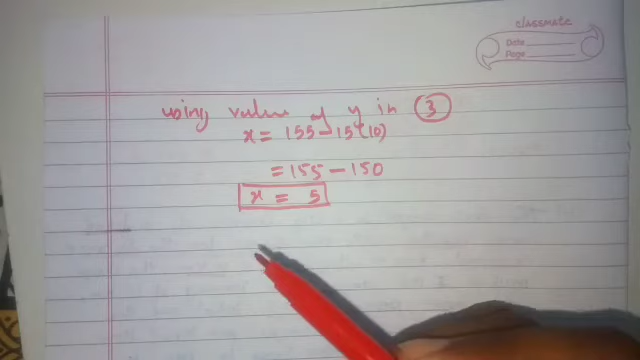 classmate
Date
Page
using value of y in 3
x = 155 - 15(10)
= 155 - 150
x = 5